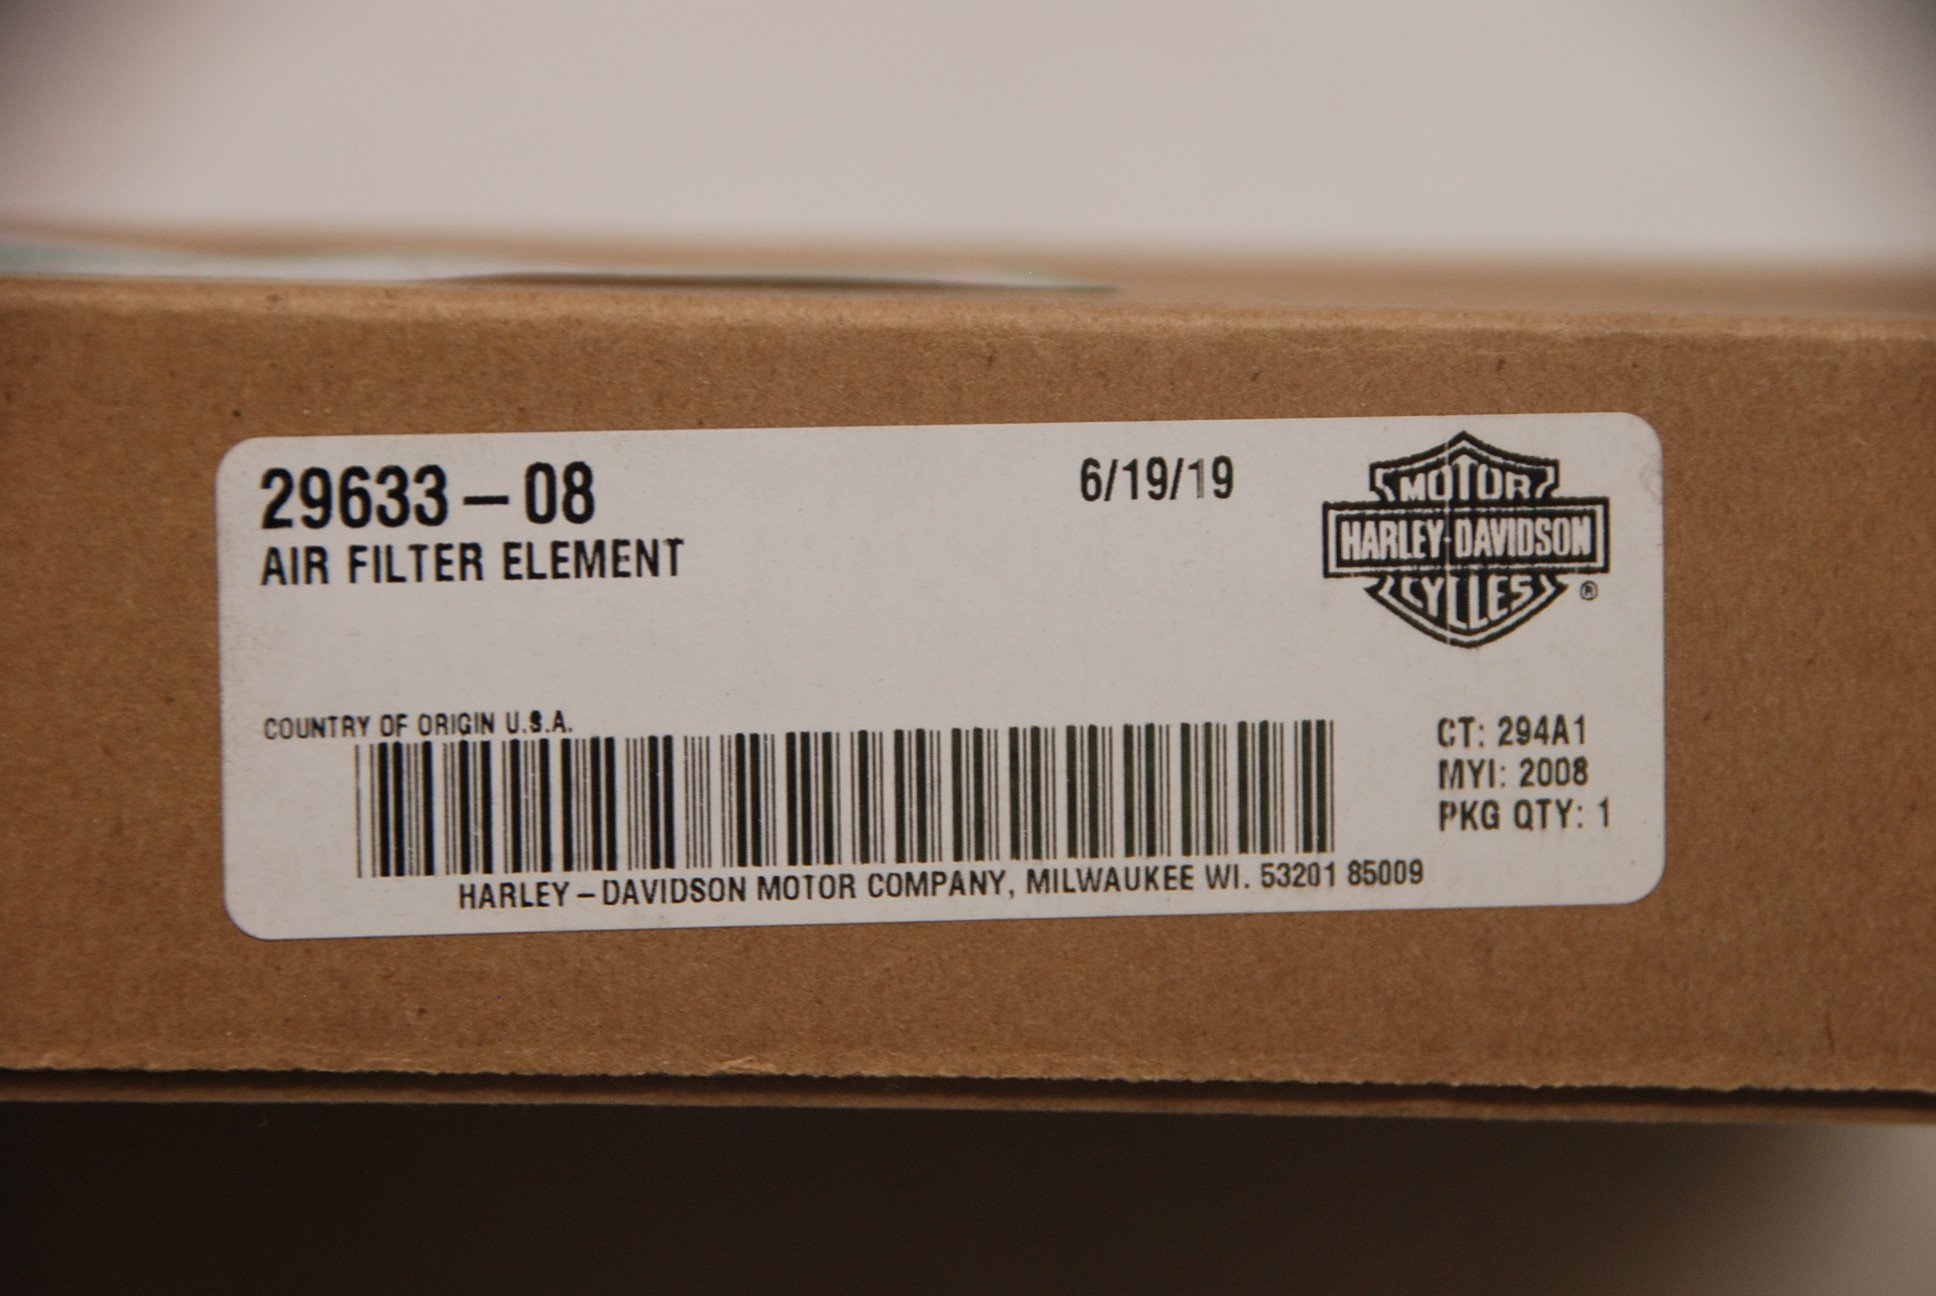 29633-08
AIR FILTER ELEMENT
6/19/19
MOTOR
HARLEY-DAVIDSON
CYCLES
®
COUNTRY OF ORIGIN U.S.A.
CT: 294A1
MYI: 2008
PKG QTY: 1
HARLEY-DAVIDSON MOTOR COMPANY, MILWAUKEE WI. 53201 85009